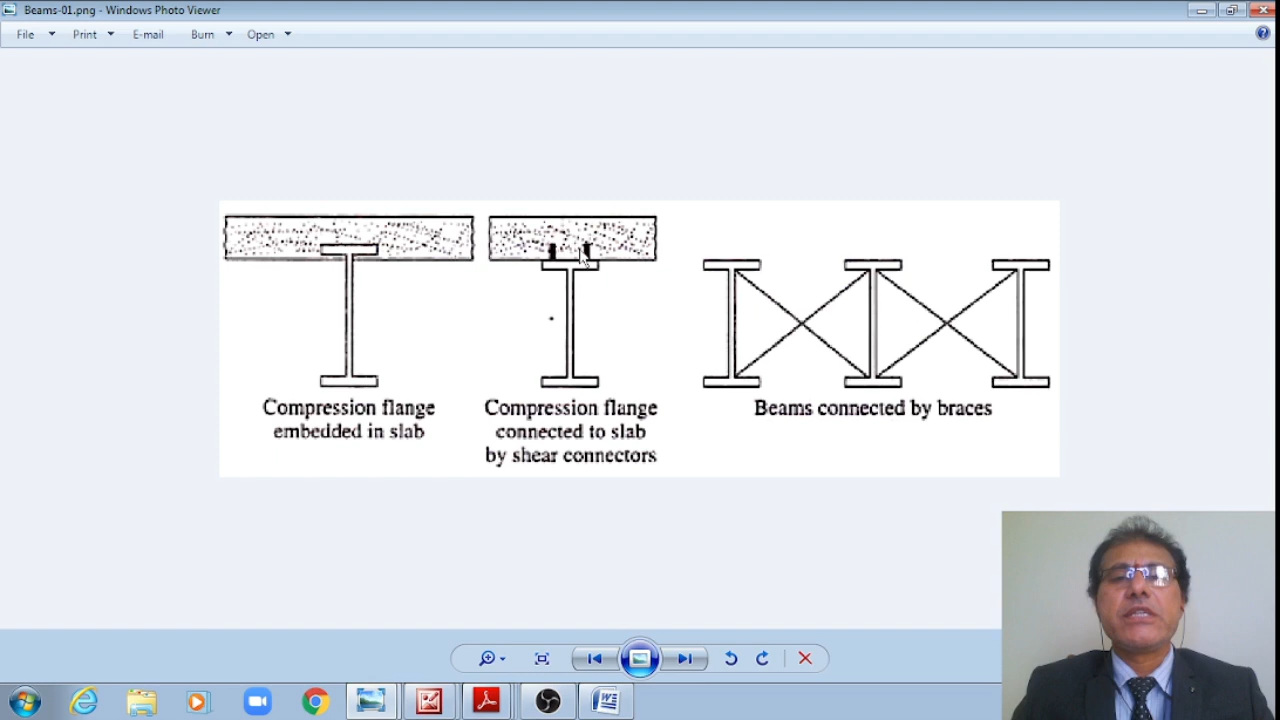 Beams-01.png - Windows Photo Viewer
File Print E-mail Burn Open
Compression flange
embedded in slab
Compression flange
connected to slab
by shear connectors
Beams connected by braces